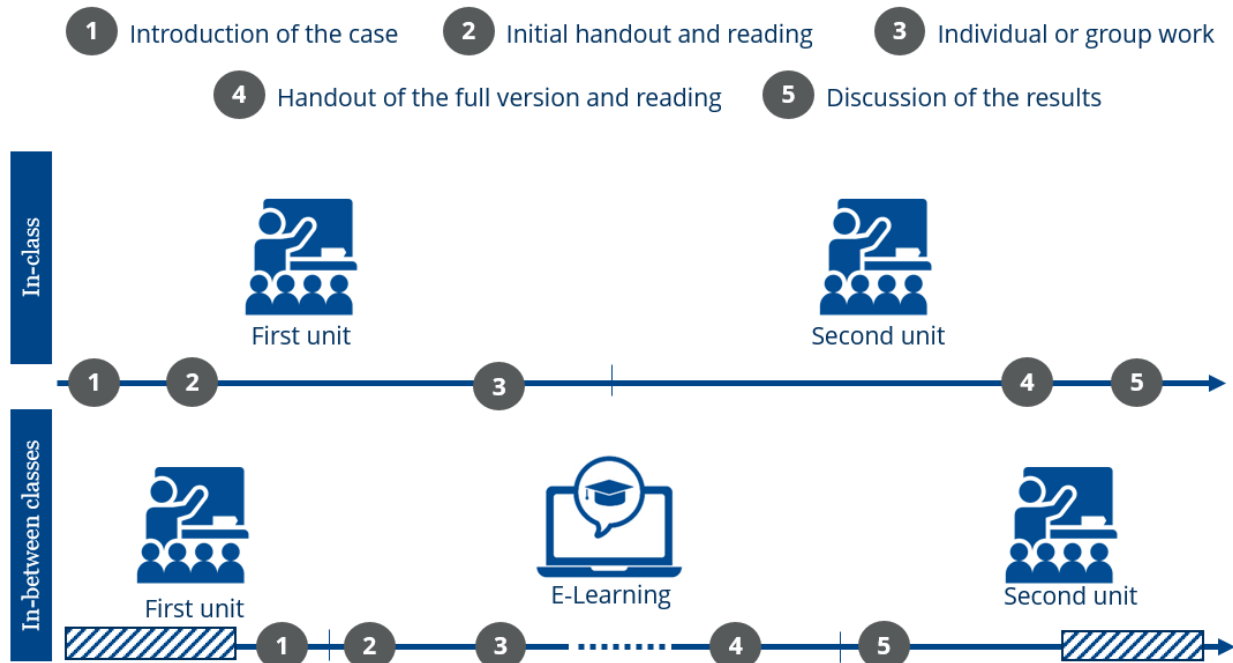 1 Introduction of the case 2 Initial handout and reading 3 Individual or group work
4 Handout of the full version and reading 5 Discussion of the results
In-class
First unit Second unit
1 2 3 4 5
In-between classes
E-Learning
First unit Second unit
1 2 3 4 5